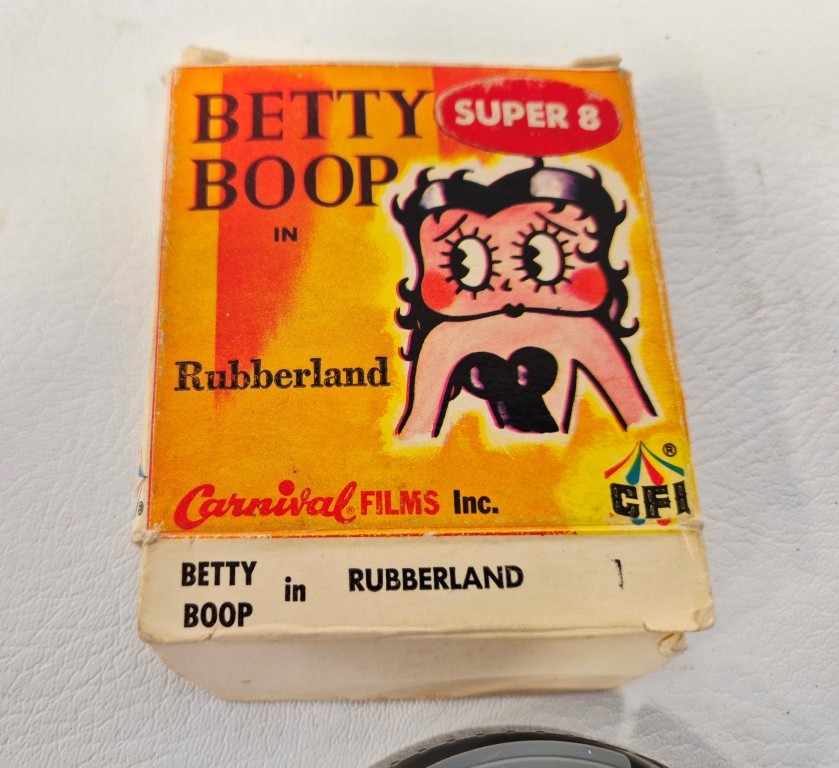 BETTY
BOOP
SUPER 8
IN
Rubberland
Carnival® FILMS Inc.
®
CFI
BETTY BOOP in RUBBERLAND